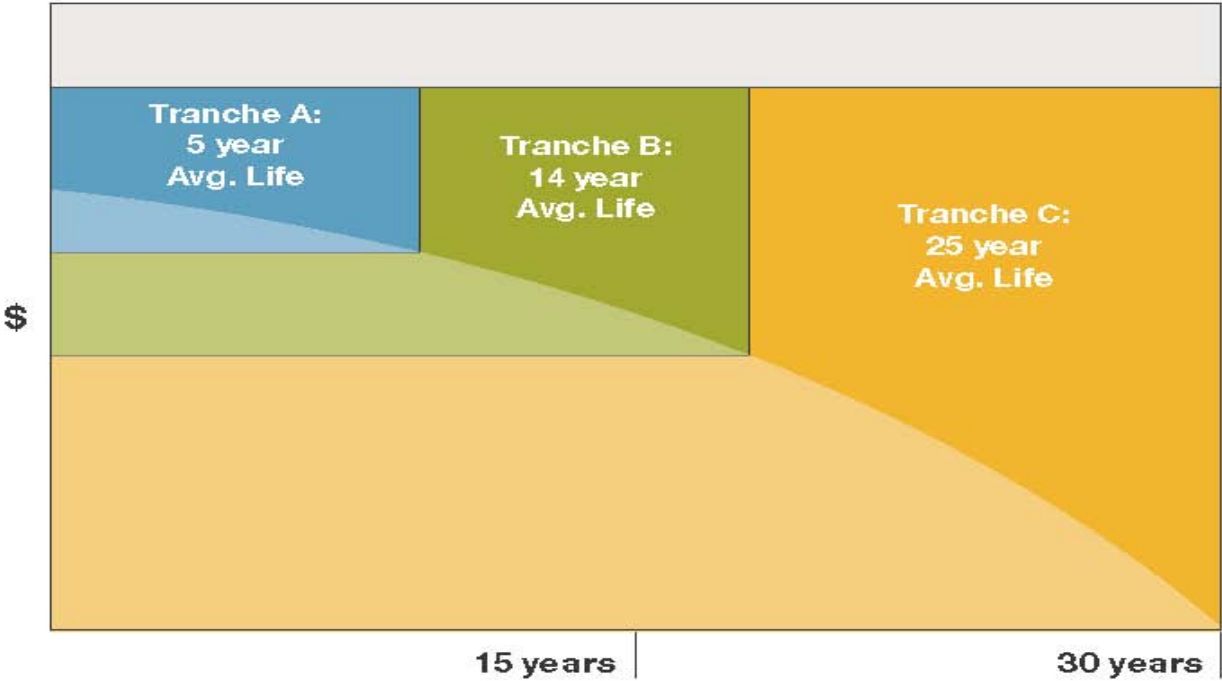 Tranche A:
5 year
Avg. Life
Tranche B:
14 year
Avg. Life
Tranche C:
25 year
Avg. Life
$
15 years
30 years